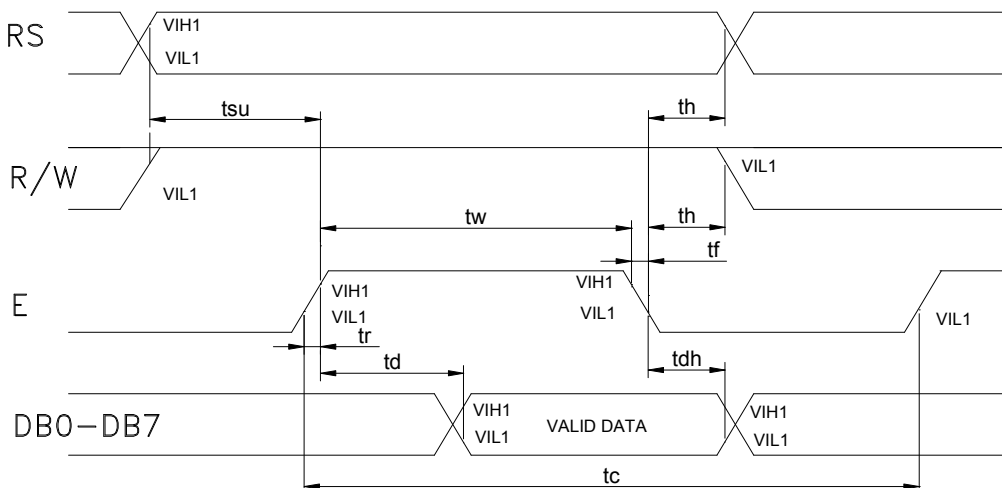 RS
VIH1
VIL1
tsu
th
R/W
VIL1
VIL1
tw
th
tf
E
VIH1
VIL1
VIH1
VIL1
VIL1
tr
td
tdh
DB0-DB7
VIH1
VIL1
VALID DATA
VIH1
VIL1
tc